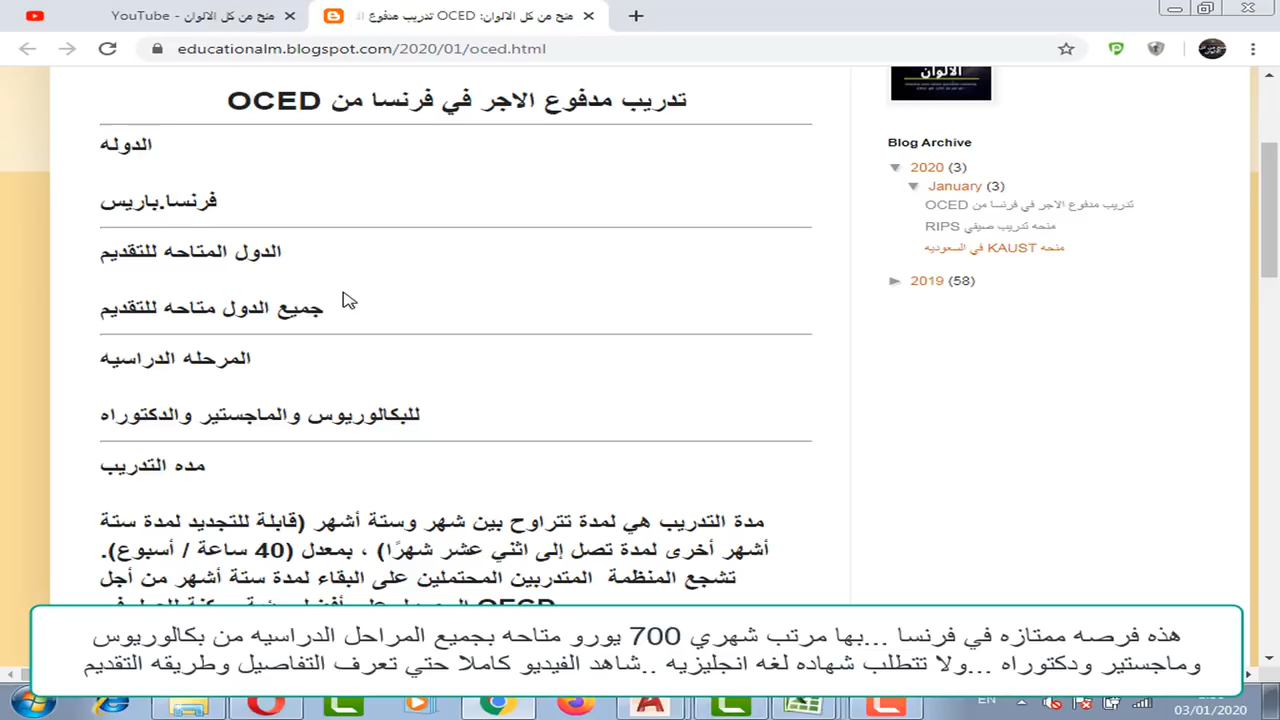 منح من كل الالوان - YouTube
منح من كل الالوان: OCED تدريب مدفوع ال
educationalm.blogspot.com/2020/01/oced.html
الالوان
تدريب مدفوع الاجر في فرنسا من OCED
الدوله
فرنسا.باريس
الدول المتاحه للتقديم
جميع الدول متاحه للتقديم
المرحله الدراسيه
للبكالوريوس والماجستير والدكتوراه
مده التدريب
مدة التدريب هي لمدة تتراوح بين شهر وستة أشهر (قابلة للتجديد لمدة ستة
أشهر أخرى لمدة تصل إلى اثني عشر شهرًا) ، بمعدل (40 ساعة / أسبوع).
تشجع المنظمة المتدربين المحتملين على البقاء لمدة ستة أشهر من أجل
Blog Archive
2020 (3)
January (3)
تدريب مدفوع الاجر في فرنسا من OCED
منحه تدريب صيفي RIPS
منحه KAUST في السعوديه
2019 (58)
هذه فرصه ممتازه في فرنسا ...بها مرتب شهري 700 يورو متاحه بجميع المراحل الدراسيه من بكالوريوس
وماجستير ودكتوراه ...ولا تتطلب شهاده لغه انجليزيه ..شاهد الفيديو كاملا حتي تعرف التفاصيل وطريقه التقديم
EN
03/01/2020